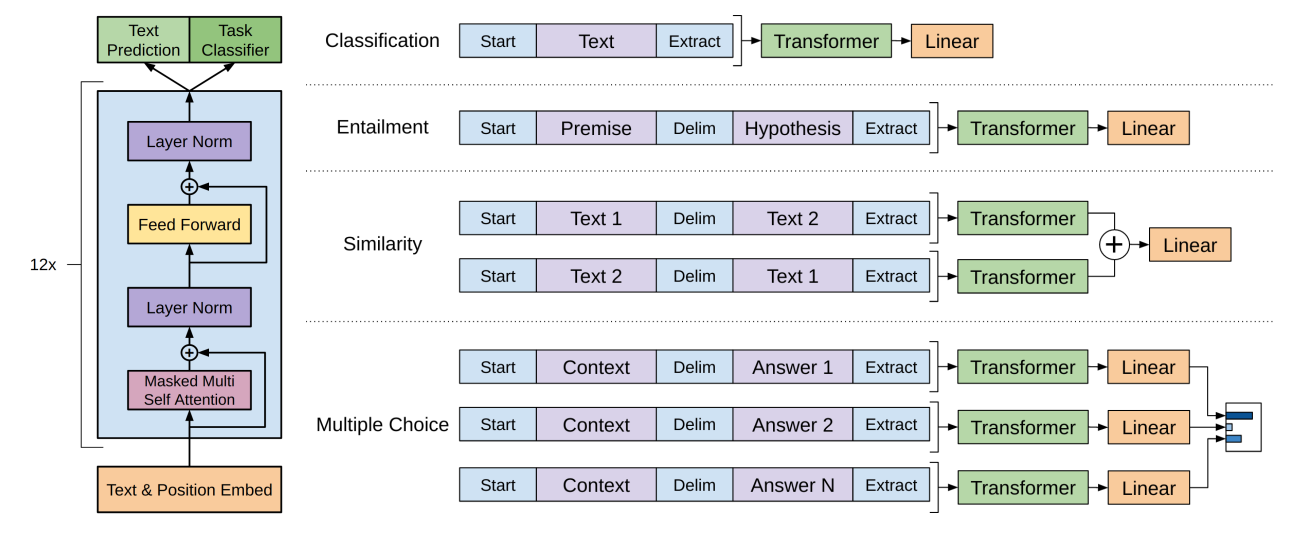 Text
Prediction
Task
Classifier
12x
Layer Norm
Feed Forward
Layer Norm
Masked Multi
Self Attention
Text & Position Embed
Classification
Start Text Extract Transformer Linear
Entailment
Start Premise Delim Hypothesis Extract Transformer Linear
Similarity
Start Text 1 Delim Text 2 Extract Transformer
Start Text 2 Delim Text 1 Extract Transformer
Linear
Multiple Choice
Start Context Delim Answer 1 Extract Transformer Linear
Start Context Delim Answer 2 Extract Transformer Linear
Start Context Delim Answer N Extract Transformer Linear